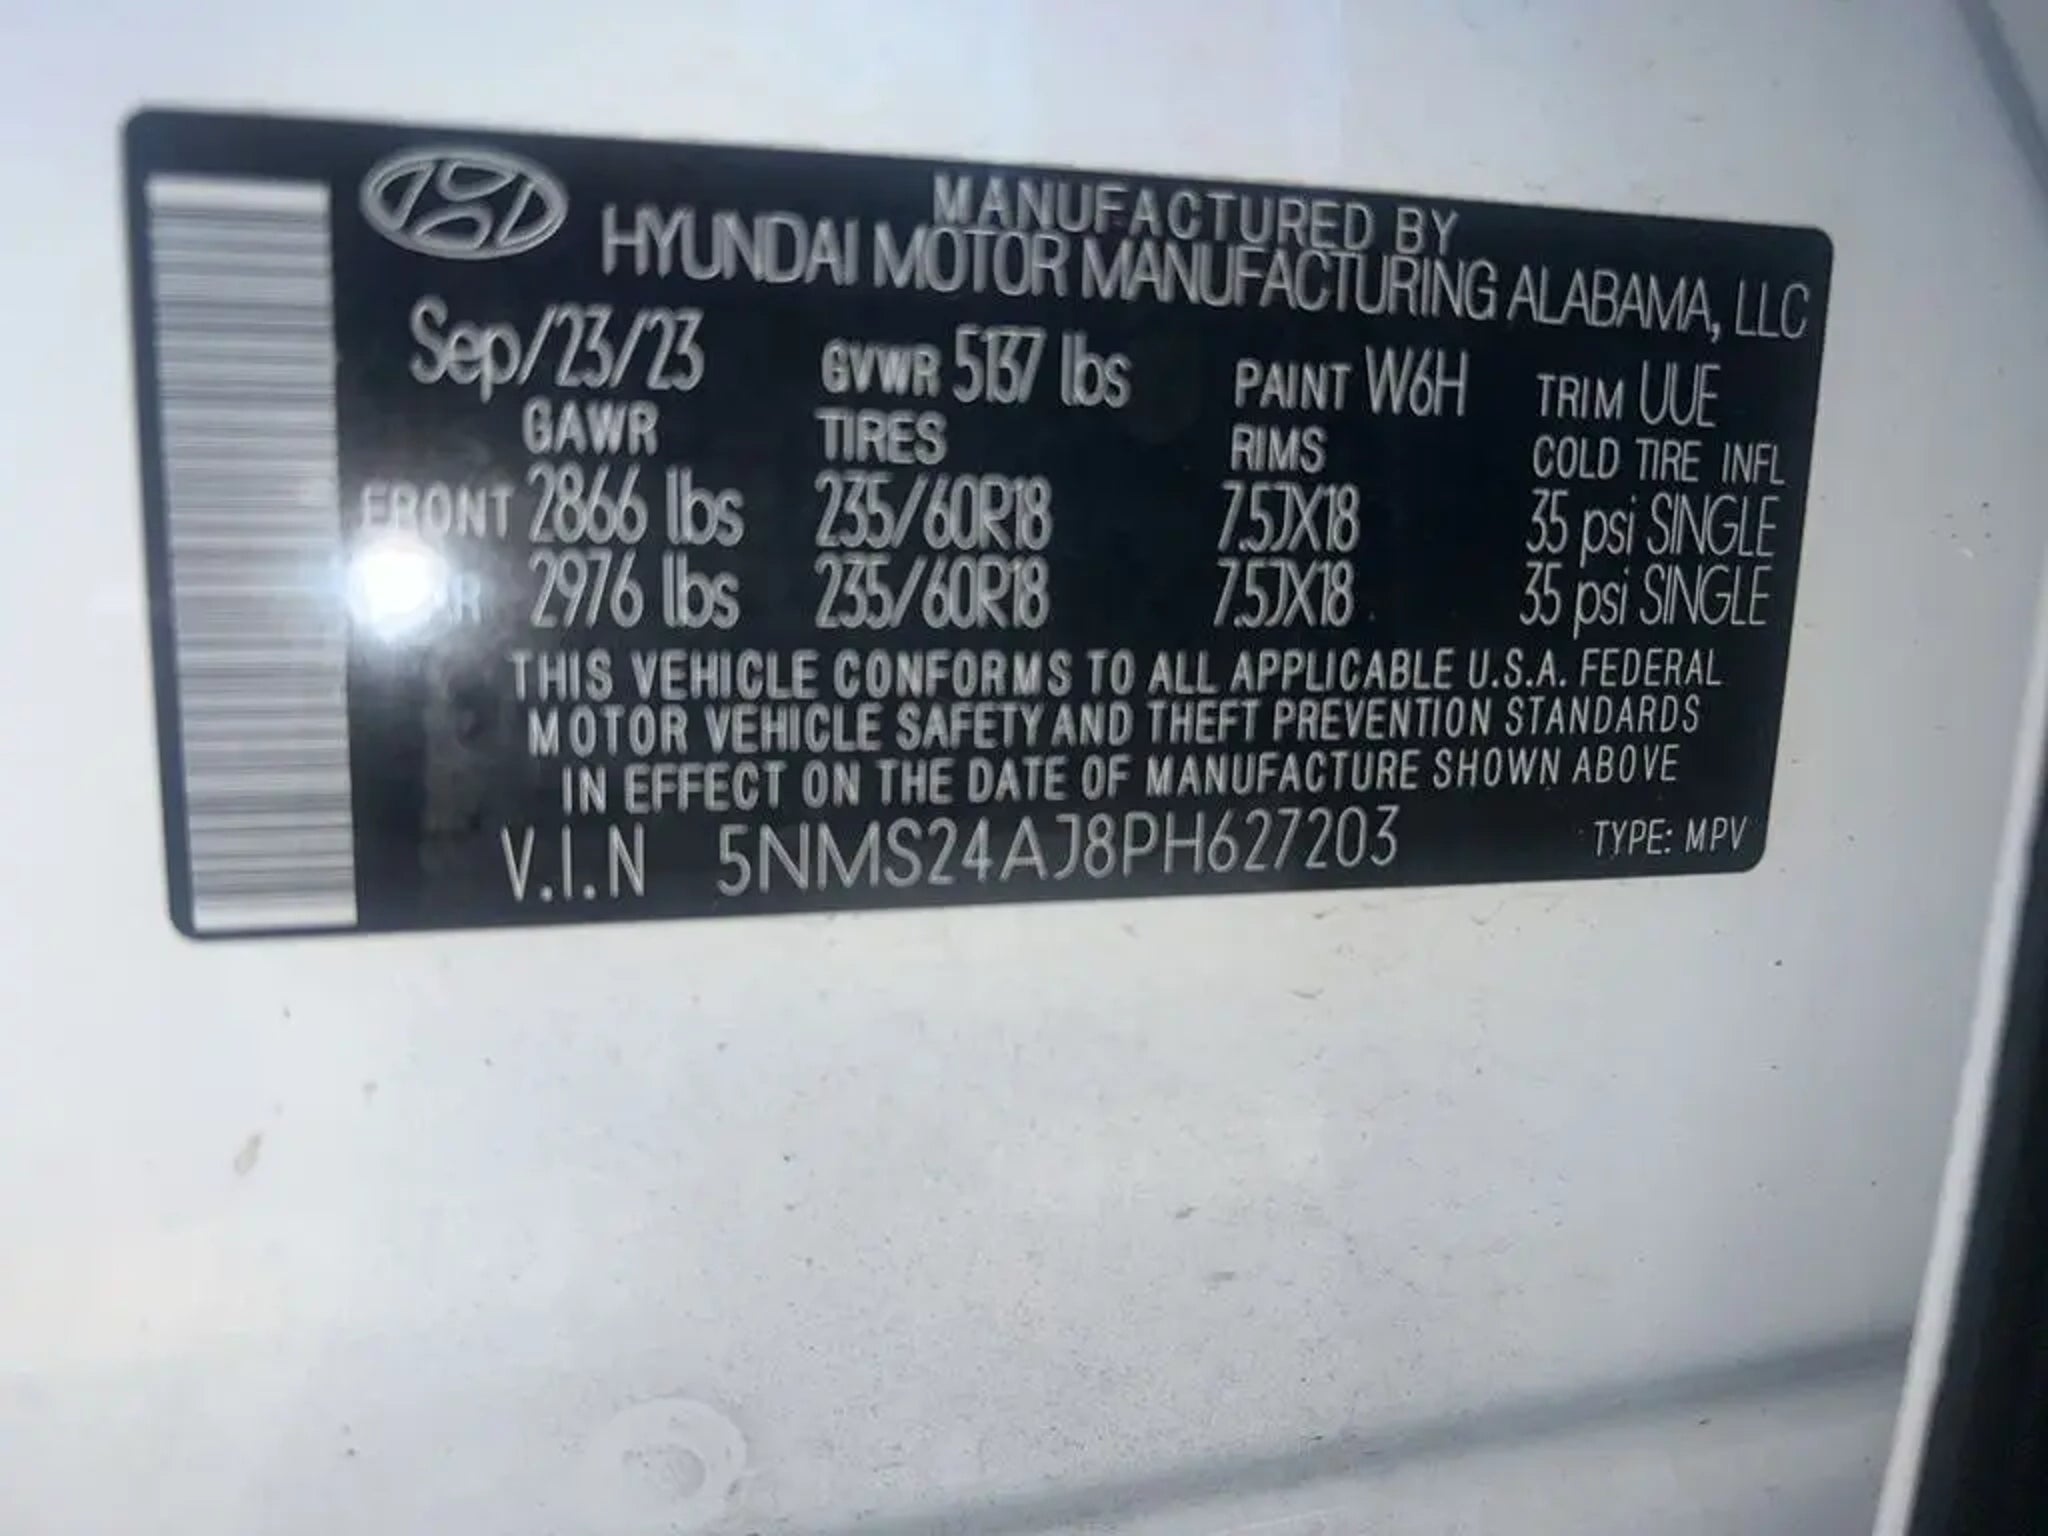 MANUFACTURED BY
HYUNDAI MOTOR MANUFACTURING ALABAMA, LLC
Sep/23/23 GVWR 5137 lbs PAINT W6H TRIM UUE
GAWR TIRES RIMS COLD TIRE INFL
FRONT 2866 lbs 235/60R18 7.5JX18 35 psi SINGLE
2976 lbs 235/60R18 7.5JX18 35 psi SINGLE
THIS VEHICLE CONFORMS TO ALL APPLICABLE U.S.A. FEDERAL
MOTOR VEHICLE SAFETY AND THEFT PREVENTION STANDARDS
IN EFFECT ON THE DATE OF MANUFACTURE SHOWN ABOVE
V.I.N 5NMS24AJ8PH627203 TYPE: MPV